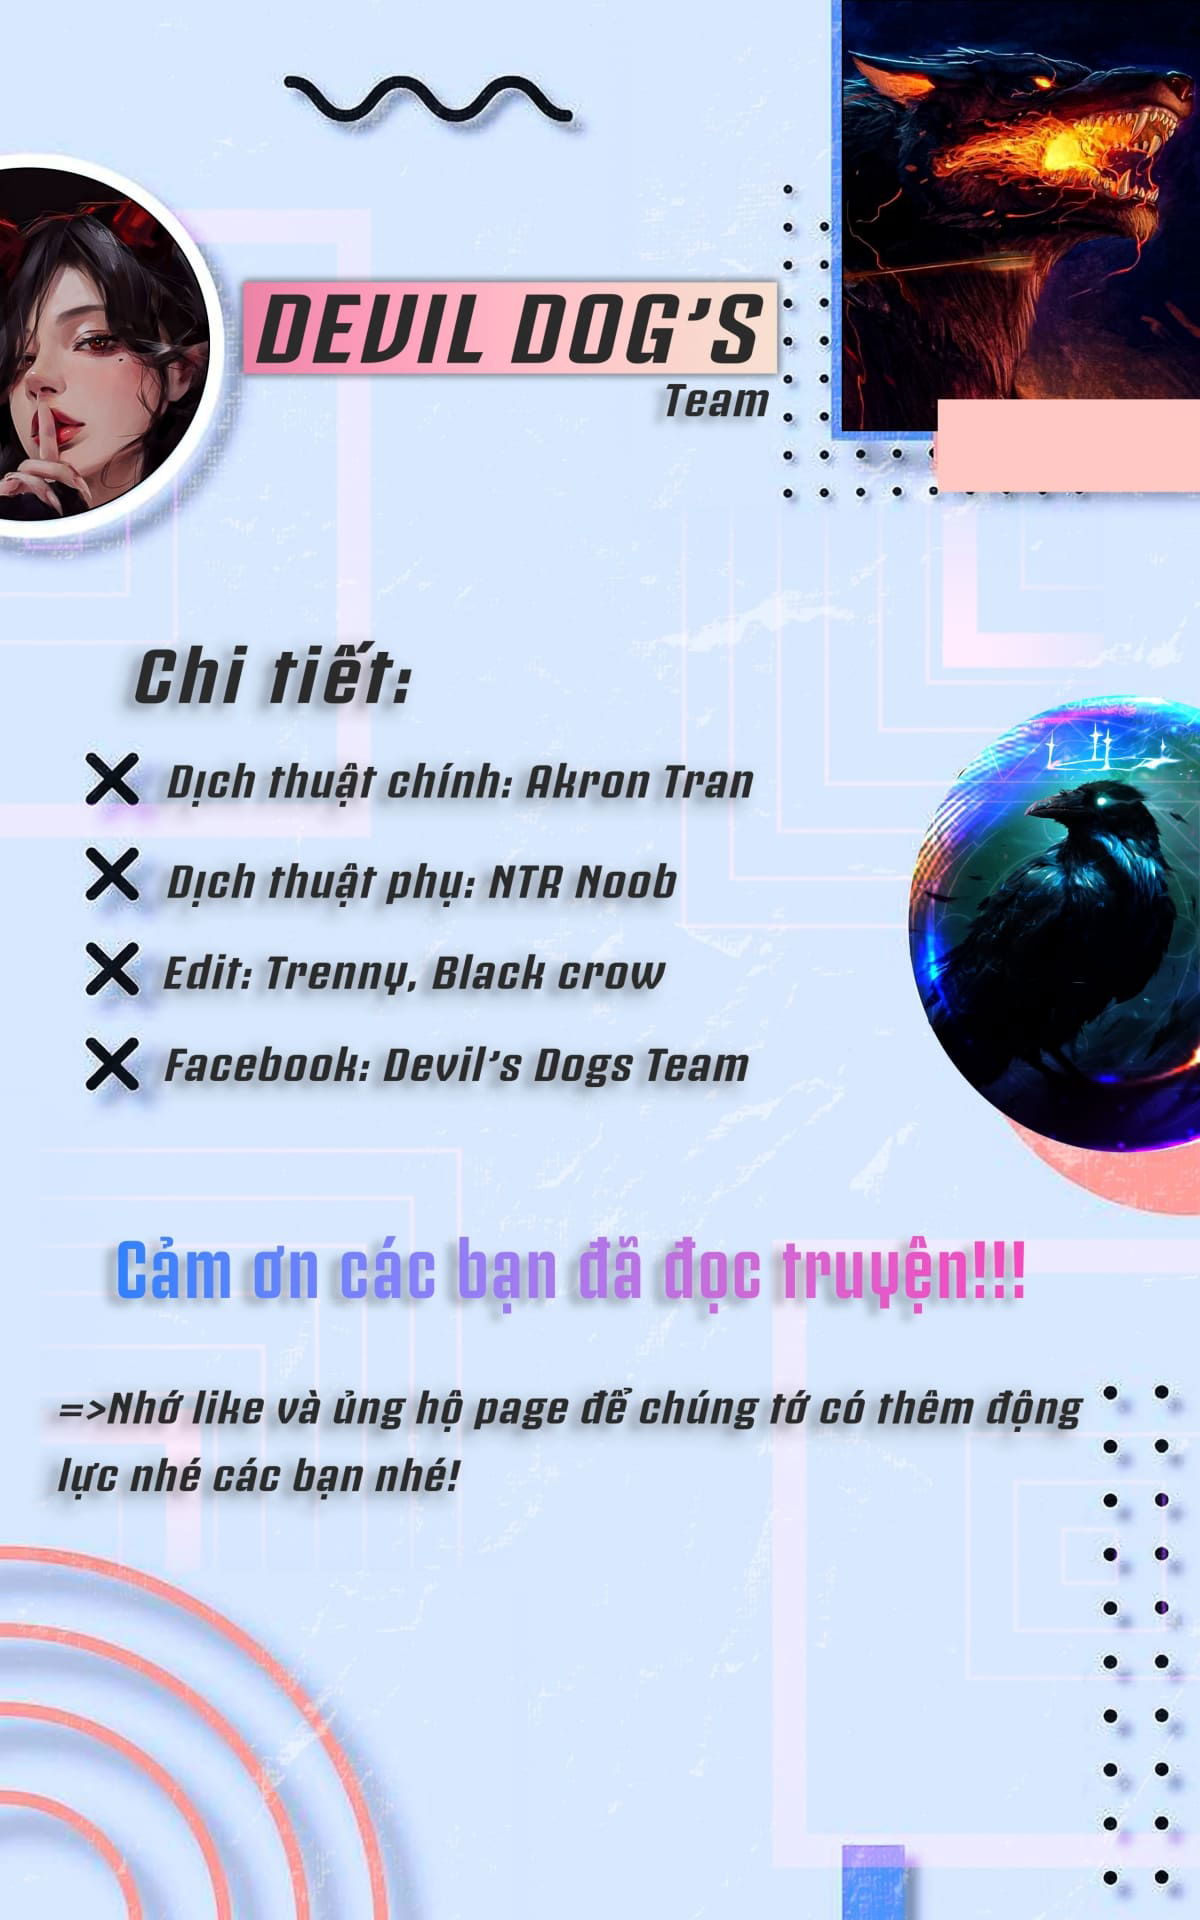 DEVIL DOG'S
Team
Chi tiết:
Dịch thuật chính: Akron Tran
Dịch thuật phụ: NTR Noob
Edit: Trenny, Black crow
Facebook: Devil's Dogs Team
Cảm ơn các bạn đã đọc truyện!!!
=>Nhớ like và ủng hộ page để chúng tớ có thêm động
lực nhé các bạn nhé!